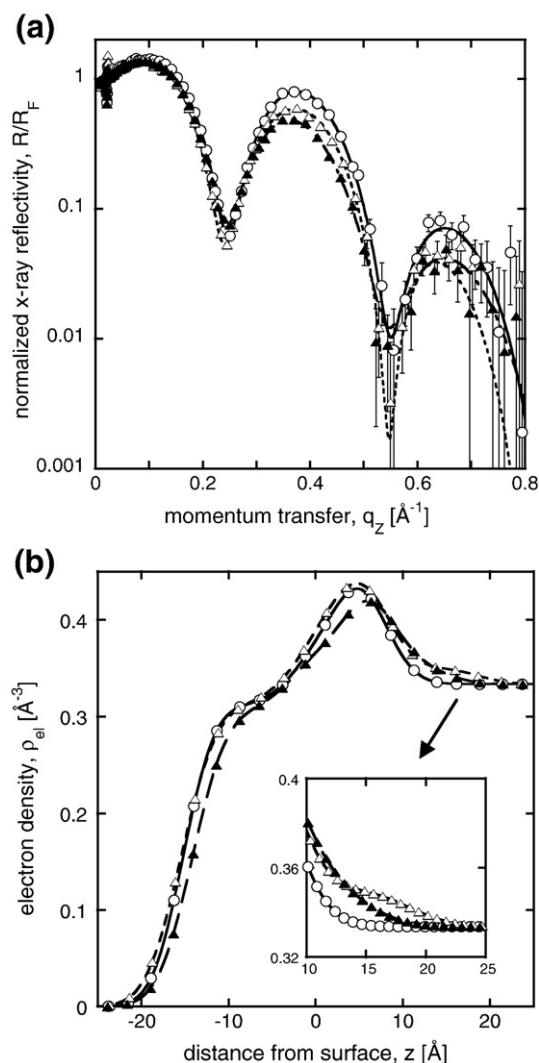 (a)
1
0.1
0.01
0.001
normalized x-ray reflectivity, R/R_F
0 0.2 0.4 0.6 0.8
momentum transfer, q_Z [Å⁻¹]
(b)
0.4
0.3
0.2
0.1
0
electron density, ρ_el [Å⁻³]
0.4
0.36
0.32
10 15 20 25
-20 -10 0 10 20
distance from surface, z [Å]